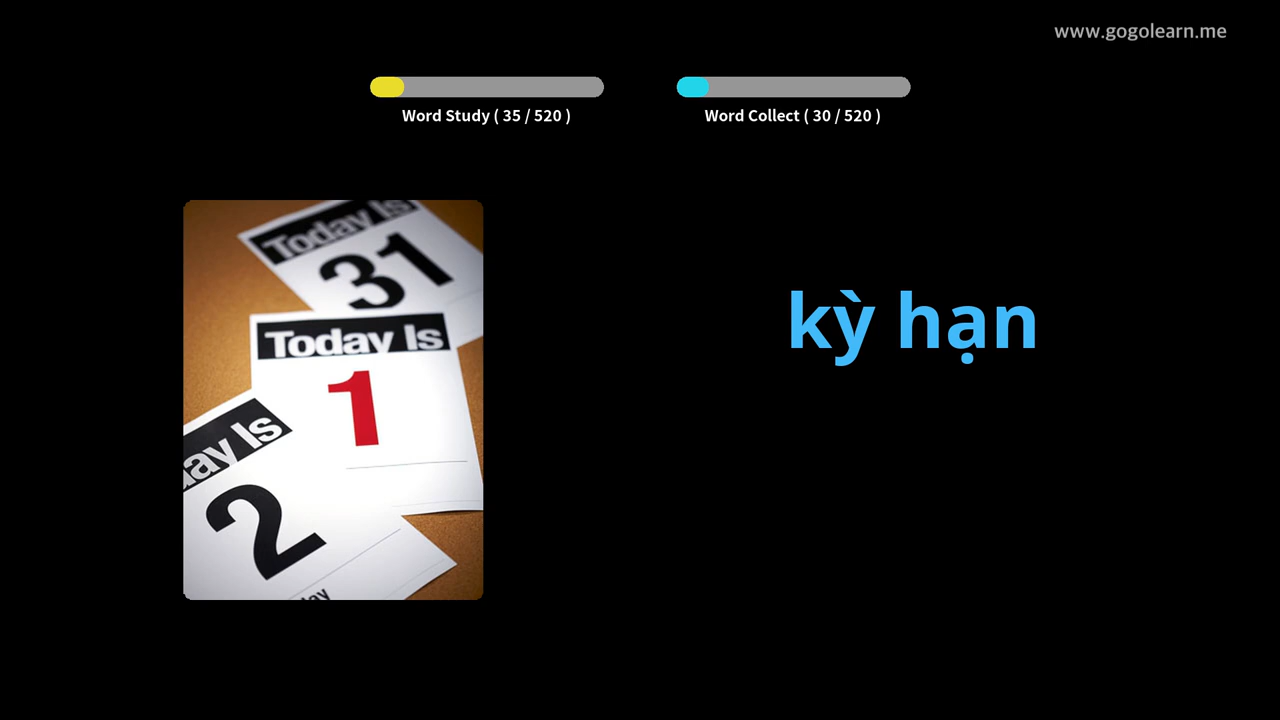 www.gogolearn.me
Word Study ( 35 / 520 )
Word Collect ( 30 / 520 )
Today Is
31
Today Is
1
ay Is
2
ay
kỳ hạn